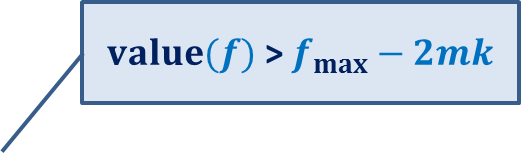 value(f) > fmax − 2mk